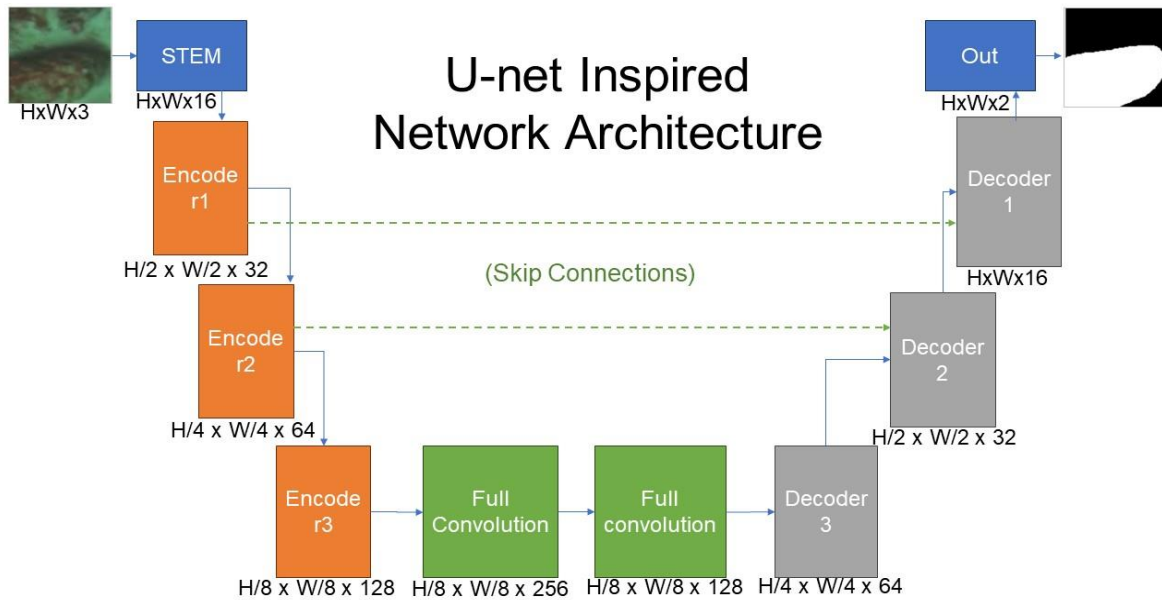 U-net Inspired
Network Architecture
STEM
Out
HxWx3
HxWx16
HxWx2
Encode
r1
Decoder
1
H/2 x W/2 x 32
(Skip Connections)
HxWx16
Encode
r2
Decoder
2
H/4 x W/4 x 64
H/2 x W/2 x 32
Encode
r3
Full
Convolution
Full
convolution
Decoder
3
H/8 x W/8 x 128
H/8 x W/8 x 256
H/8 x W/8 x 128
H/4 x W/4 x 64